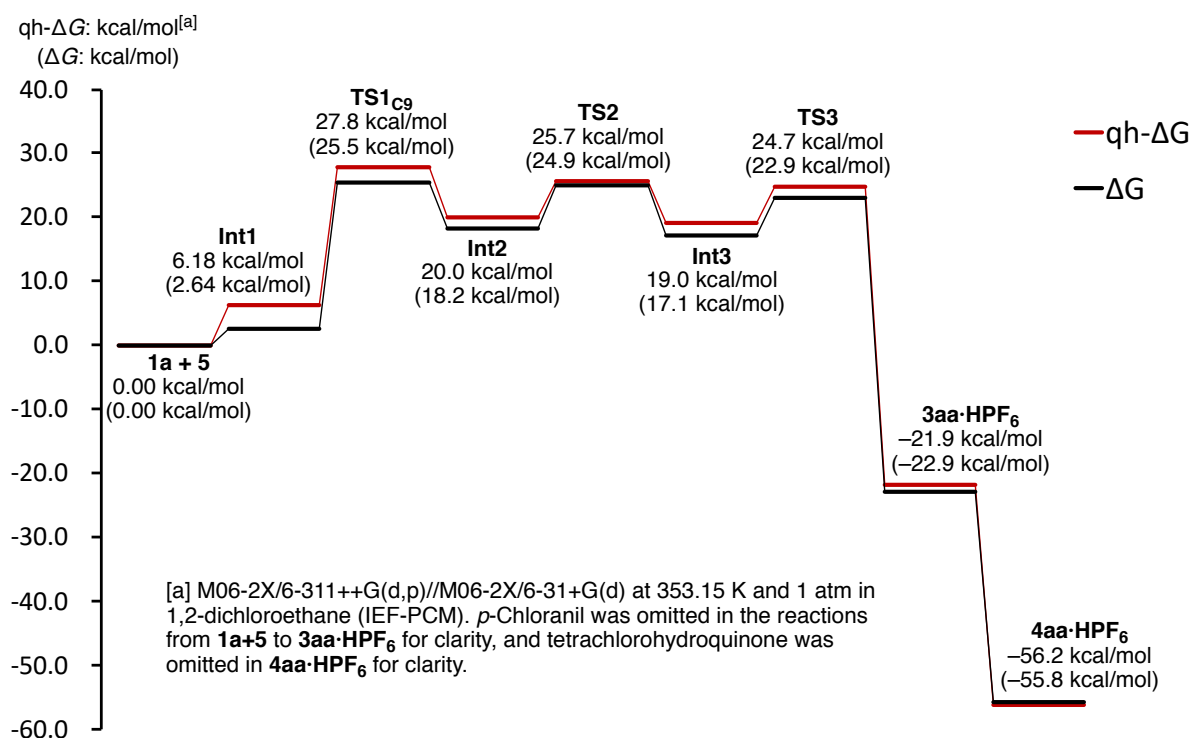 qh-ΔG: kcal/mol[a]
(ΔG: kcal/mol)
40.0
30.0
20.0
10.0
0.0
-10.0
-20.0
-30.0
-40.0
-50.0
-60.0
1a + 5
0.00 kcal/mol
(0.00 kcal/mol)
Int1
6.18 kcal/mol
(2.64 kcal/mol)
TS1C9
27.8 kcal/mol
(25.5 kcal/mol)
Int2
20.0 kcal/mol
(18.2 kcal/mol)
TS2
25.7 kcal/mol
(24.9 kcal/mol)
Int3
19.0 kcal/mol
(17.1 kcal/mol)
TS3
24.7 kcal/mol
(22.9 kcal/mol)
3aa·HPF6
–21.9 kcal/mol
(–22.9 kcal/mol)
4aa·HPF6
–56.2 kcal/mol
(–55.8 kcal/mol)
qh-ΔG
ΔG
[a] M06-2X/6-311++G(d,p)//M06-2X/6-31+G(d) at 353.15 K and 1 atm in
1,2-dichloroethane (IEF-PCM). p-Chloranil was omitted in the reactions
from 1a+5 to 3aa·HPF6 for clarity, and tetrachlorohydroquinone was
omitted in 4aa·HPF6 for clarity.